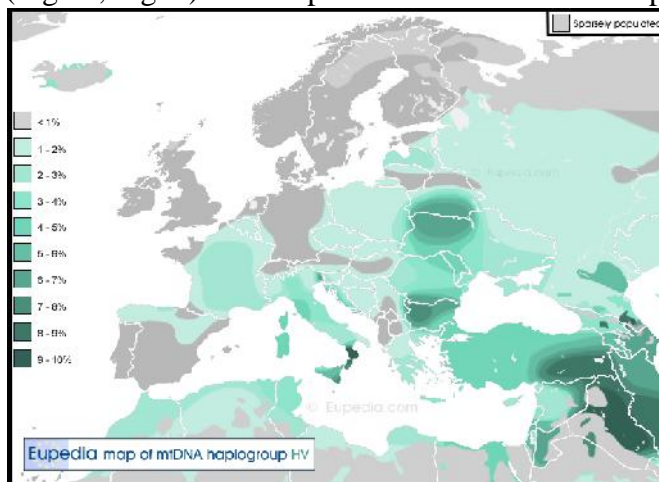 Sparsely populated
< 1%
1 - 2%
2 - 3%
3 - 4%
4 - 5%
5 - 6%
6 - 7%
7 - 8%
8 - 9%
9 - 10%
© Eupedia.com
© Eupedia.com
Eupedia map of mtDNA haplogroup HV